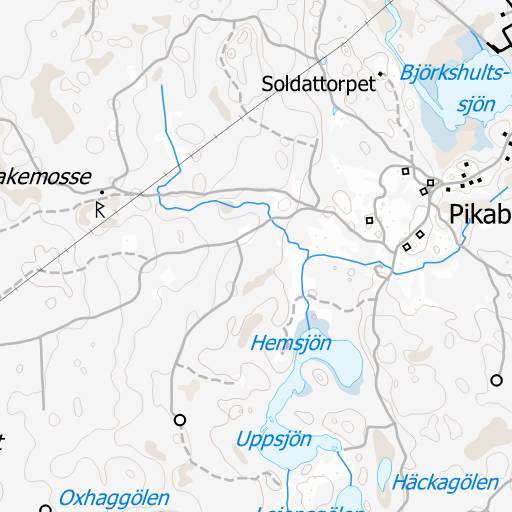 Björkshults-
sjön
Soldattorpet
akemosse
R
Pikab
Hemsjön
Uppsjön
Häckagölen
Oxhaggölen